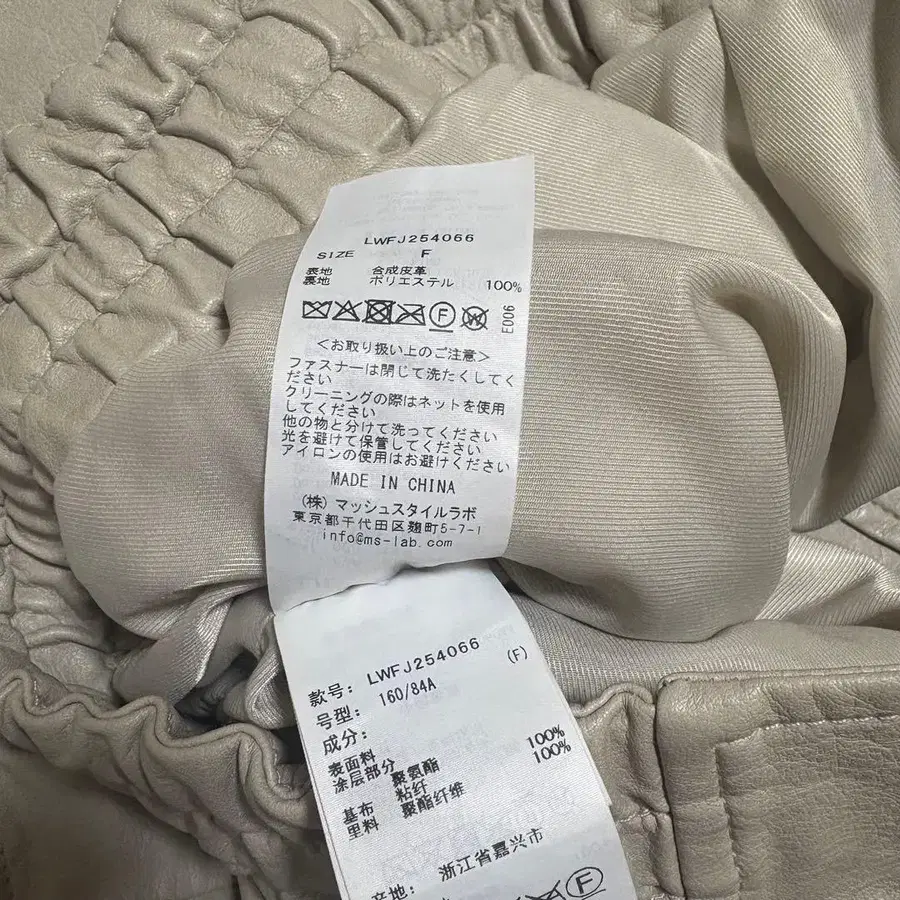 LWFJ254066
SIZE F
表地 合成皮革
裏地 ポリエステル 100%
F W
E006
<お取り扱い上のご注意>
ファスナーは閉じて洗たくしてく
ださい
クリーニングの際はネットを使用
してください
他の物と分けて洗ってください
光を避けて保管してください
アイロンの使用はお避けください
MADE IN CHINA
(株) マッシュスタイルラボ
東京都千代田区麹町5-7-1
info@ms-lab.com
款号: LWFJ254066 (F)
号型: 160/84A
成分:
表面料
涂层部分 聚氨酯 100%
基布 粘纤 100%
里料 聚酯纤维
产地: 浙江省嘉兴市
F